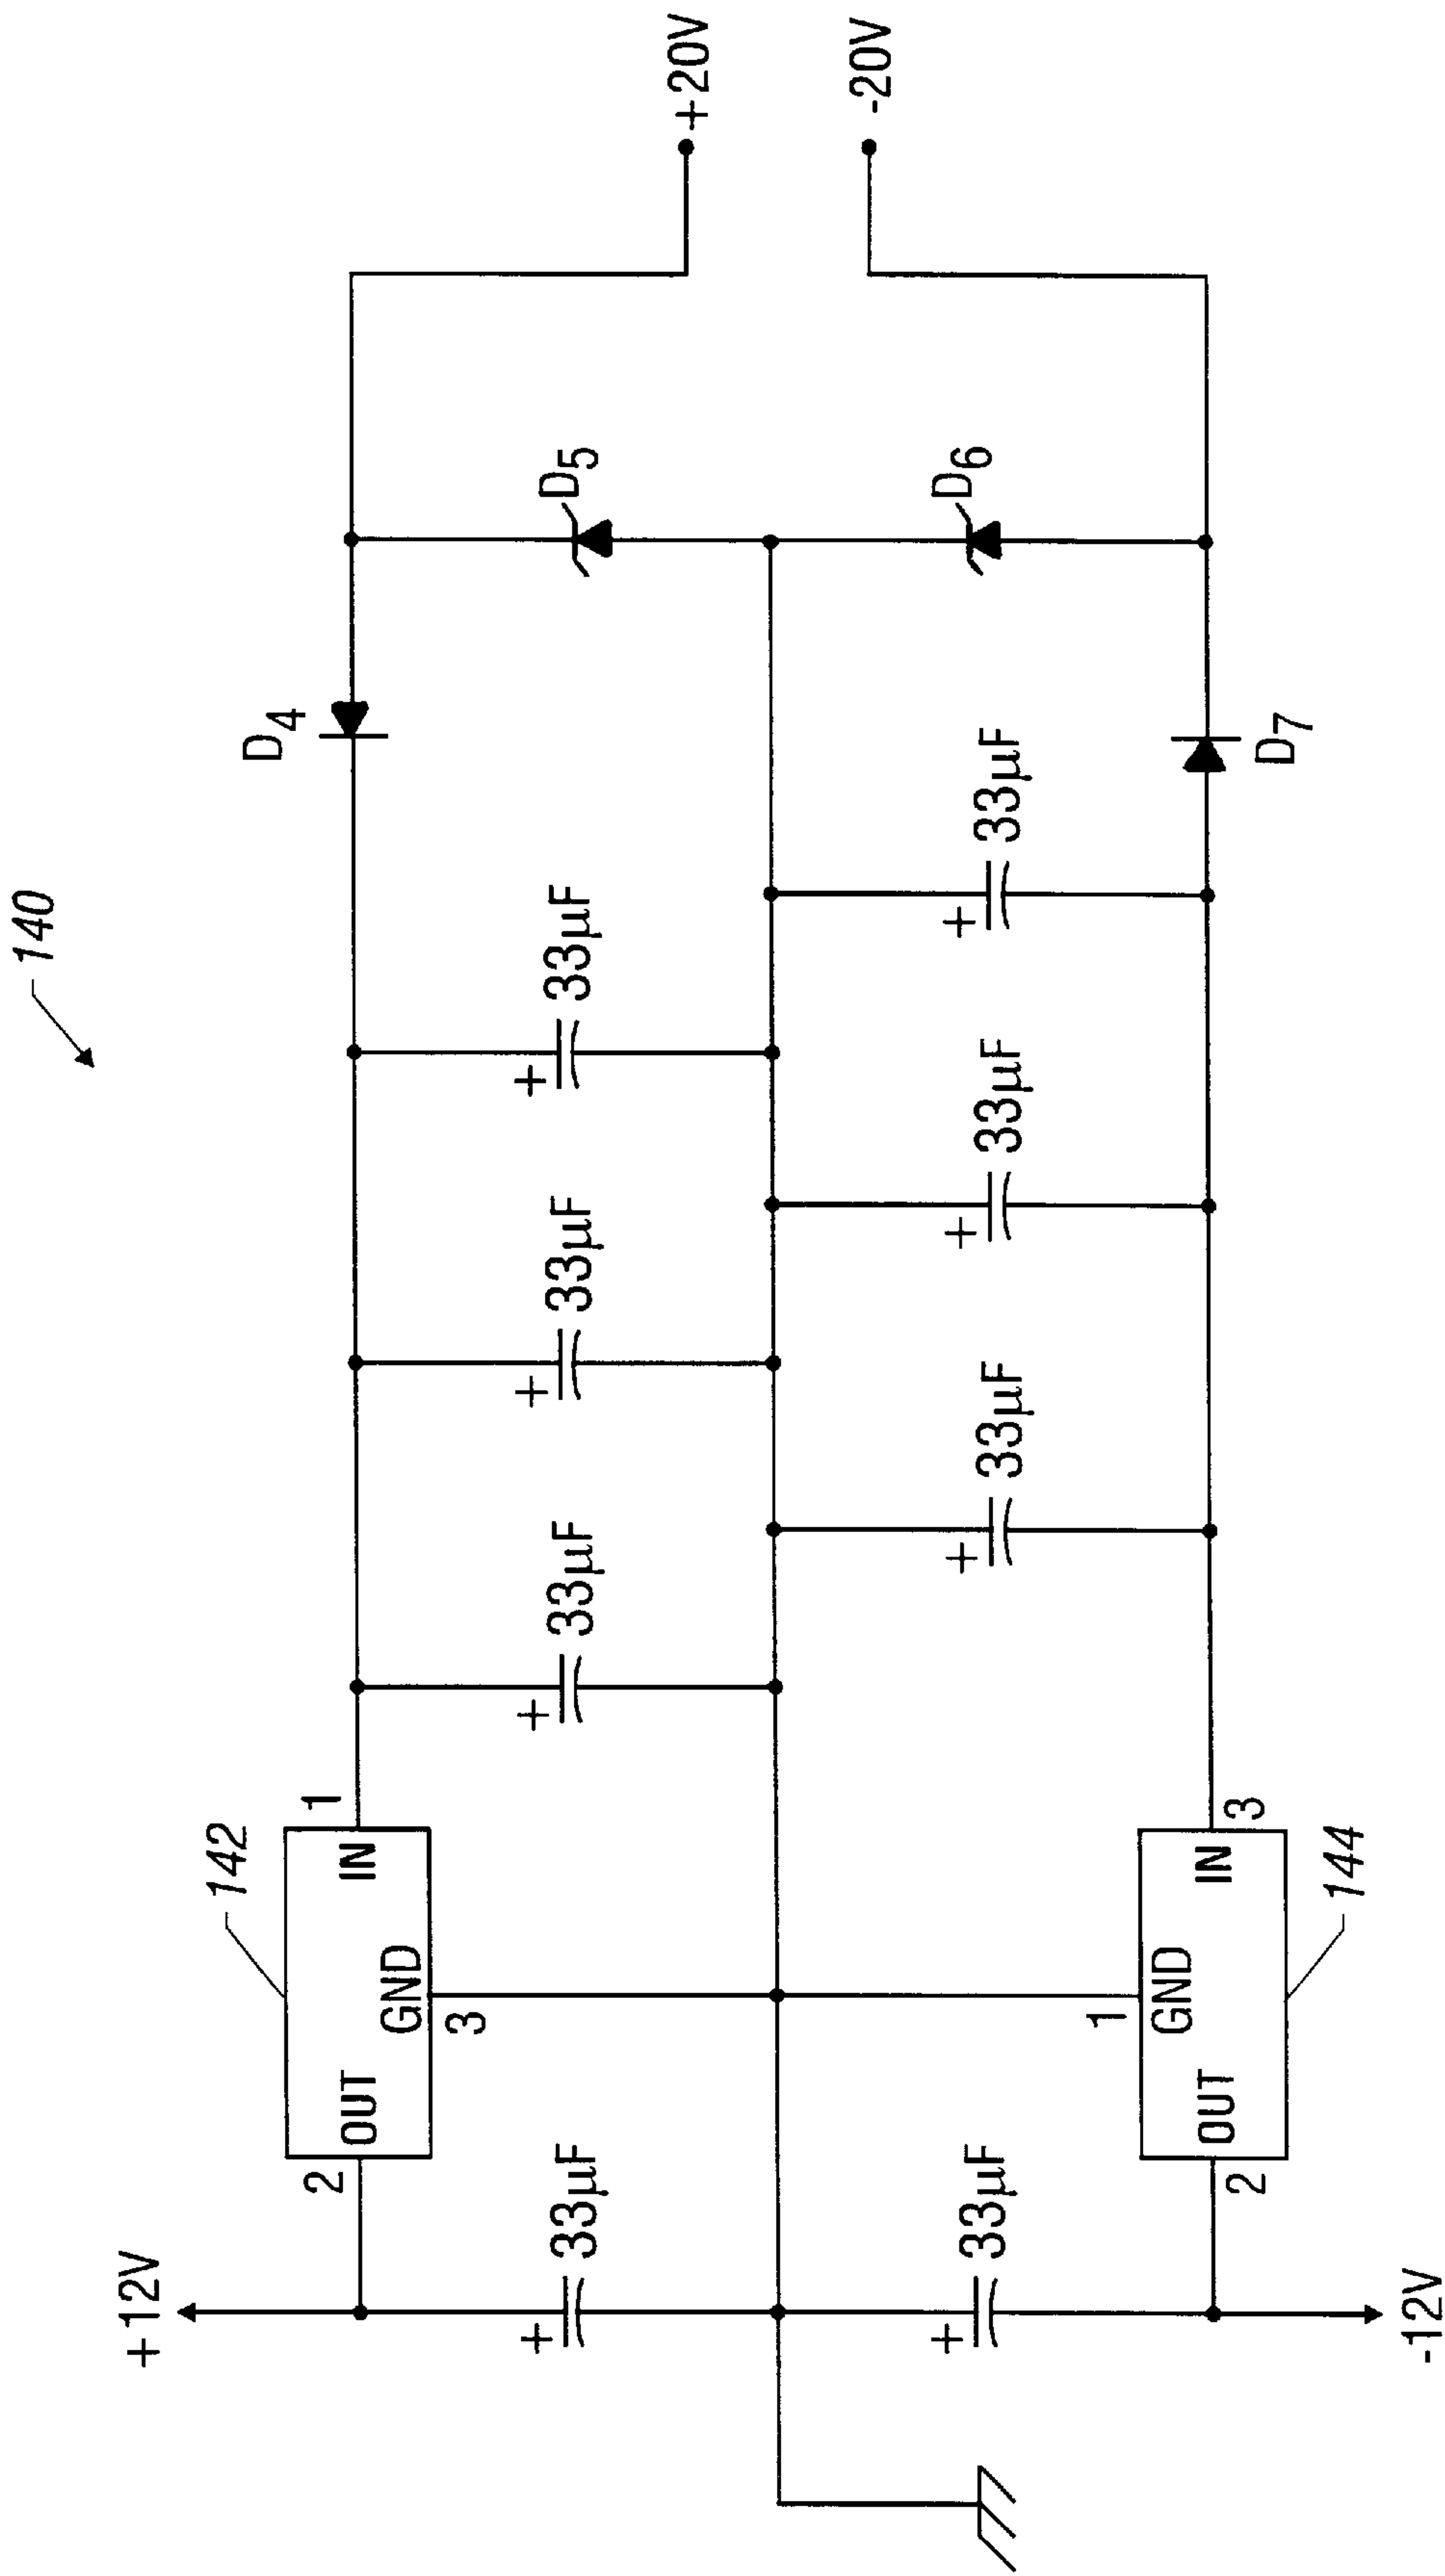 140
+12V
2
OUT
142
GND
3
IN
1
33µF
33µF
33µF
33µF
D4
D5
+20V
33µF
-12V
2
OUT
1
GND
144
IN
3
33µF
33µF
33µF
D7
D6
-20V
+
+
+
+
+
+
+
+